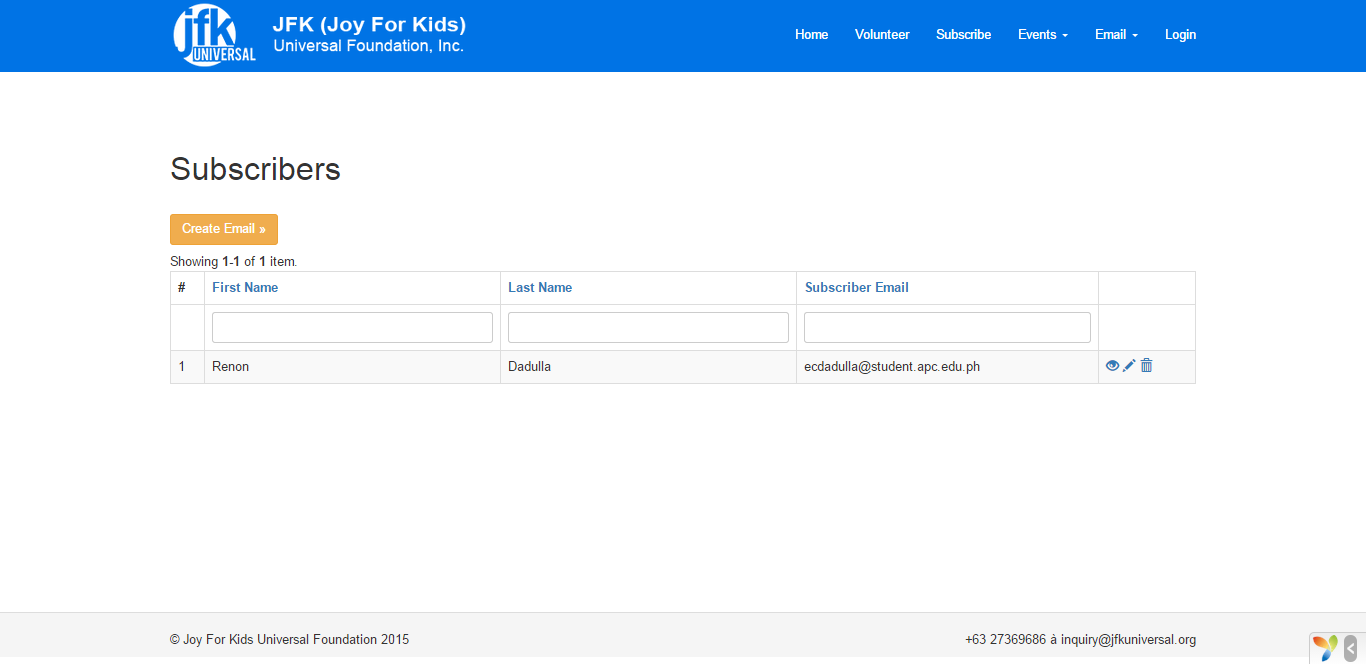 jfk
UNIVERSAL
JFK (Joy For Kids)
Universal Foundation, Inc.
Home Volunteer Subscribe Events Email Login
Subscribers
Create Email »
Showing 1-1 of 1 item.
# First Name Last Name Subscriber Email
1 Renon Dadulla ecdadulla@student.apc.edu.ph
© Joy For Kids Universal Foundation 2015 +63 27369686 â inquiry@jfkuniversal.org